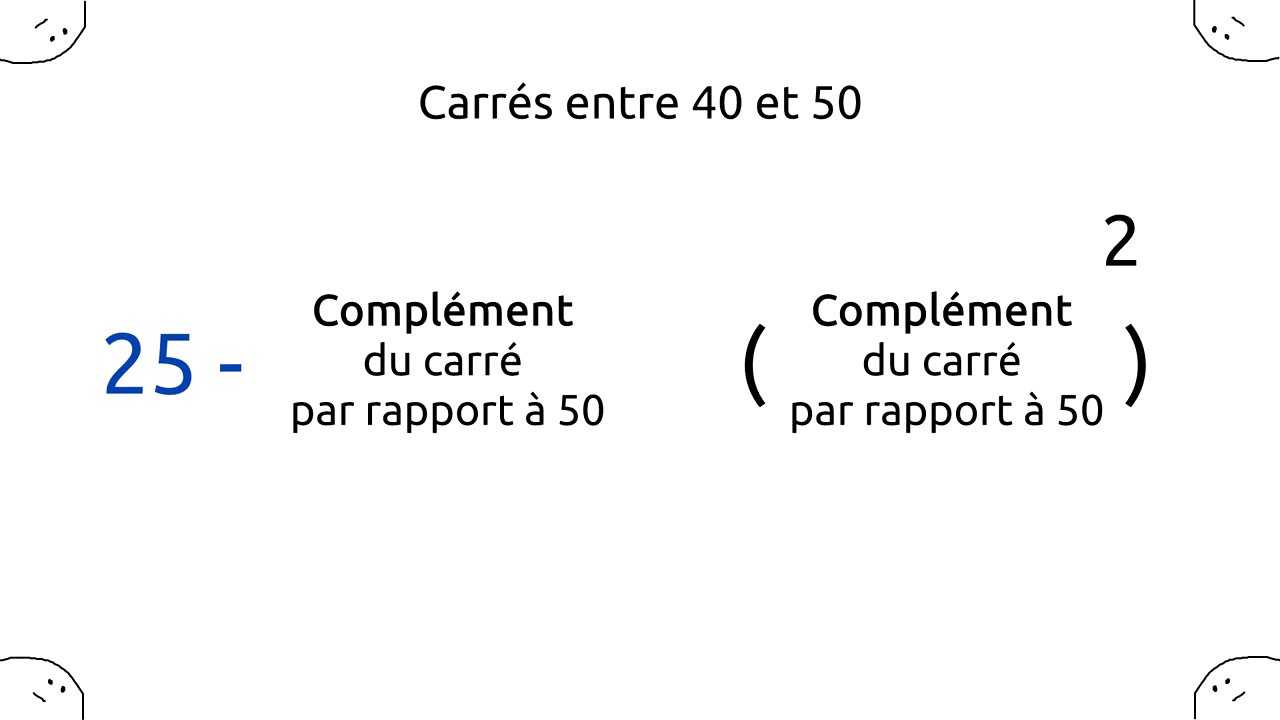 Carrés entre 40 et 50
25 -
Complément
du carré
par rapport à 50
(
Complément
du carré
par rapport à 50
)
2